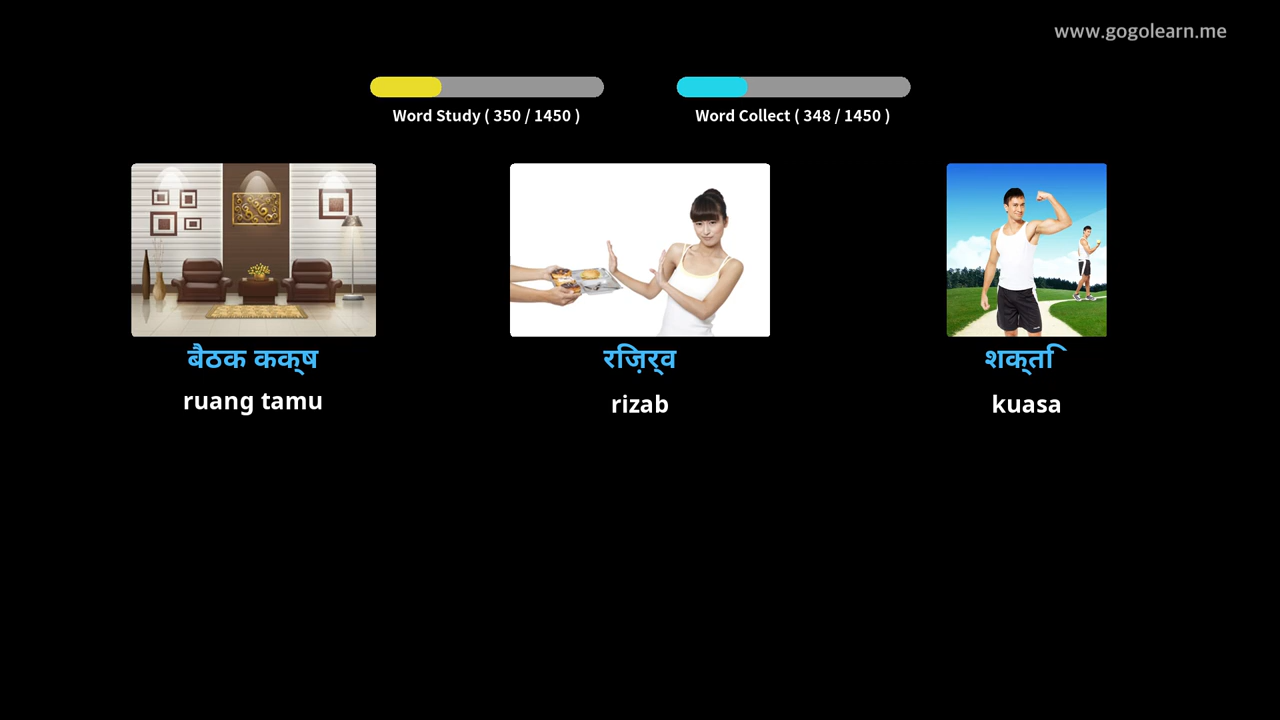 www.gogolearn.me
Word Study ( 350 / 1450 )
Word Collect ( 348 / 1450 )
बैठक कक्ष
रिज़र्व
शक्ति
ruang tamu
rizab
kuasa